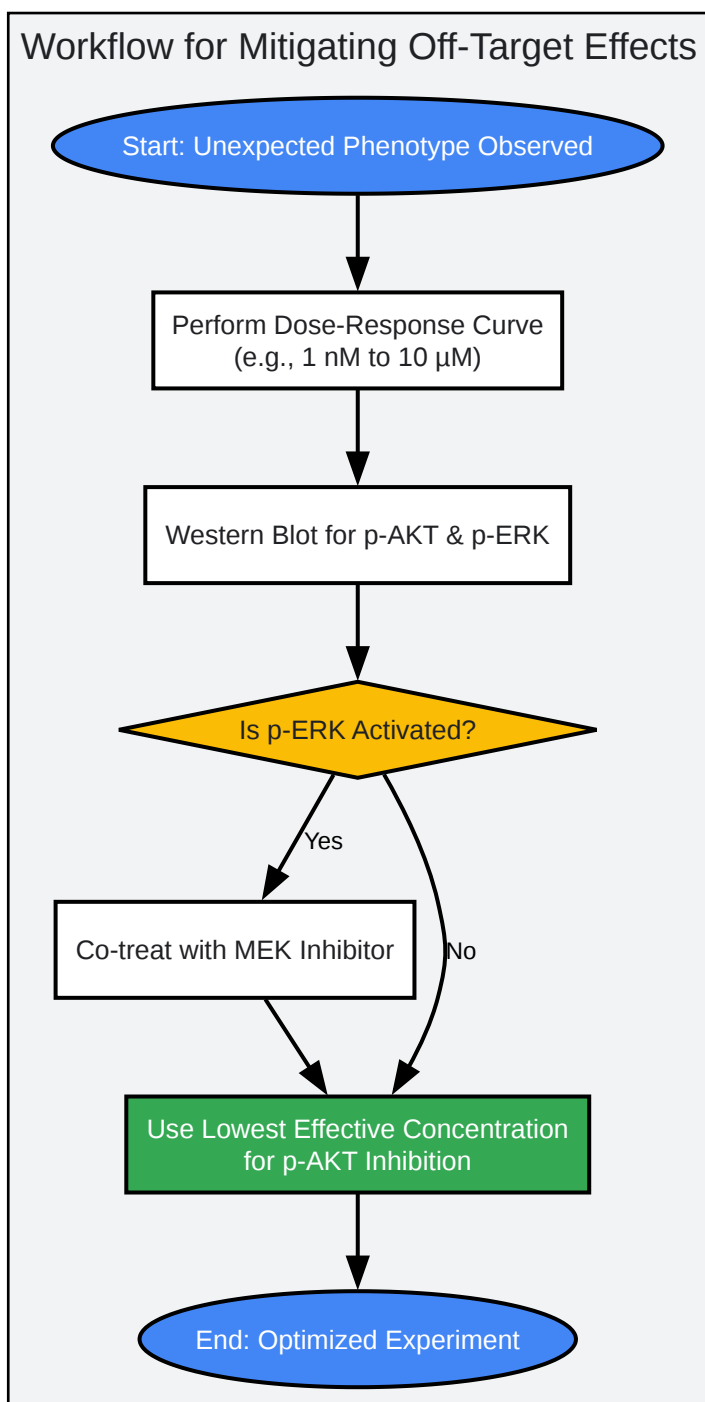 Workflow for Mitigating Off-Target Effects
Start: Unexpected Phenotype Observed
Perform Dose-Response Curve
(e.g., 1 nM to 10 µM)
Western Blot for p-AKT & p-ERK
Is p-ERK Activated?
Yes
Co-treat with MEK Inhibitor
No
Use Lowest Effective Concentration
for p-AKT Inhibition
End: Optimized Experiment